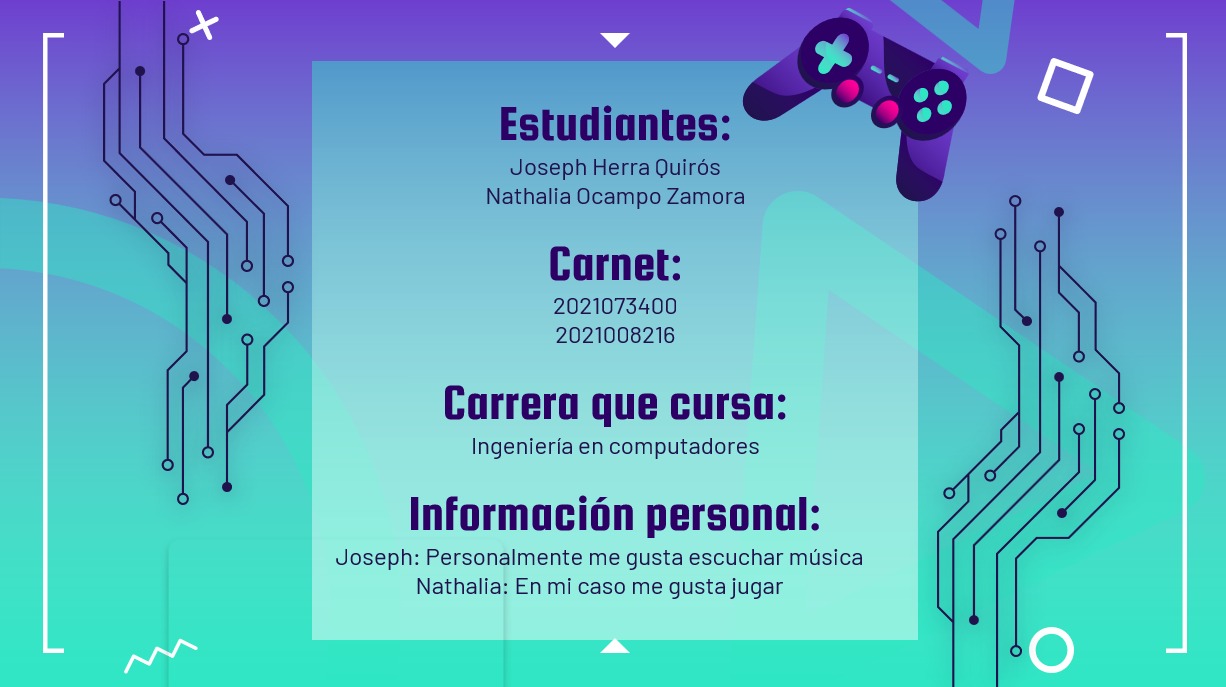 Estudiantes:
Joseph Herra Quirós
Nathalia Ocampo Zamora
Carnet:
2021073400
2021008216
Carrera que cursa:
Ingeniería en computadores
Información personal:
Joseph: Personalmente me gusta escuchar música
Nathalia: En mi caso me gusta jugar